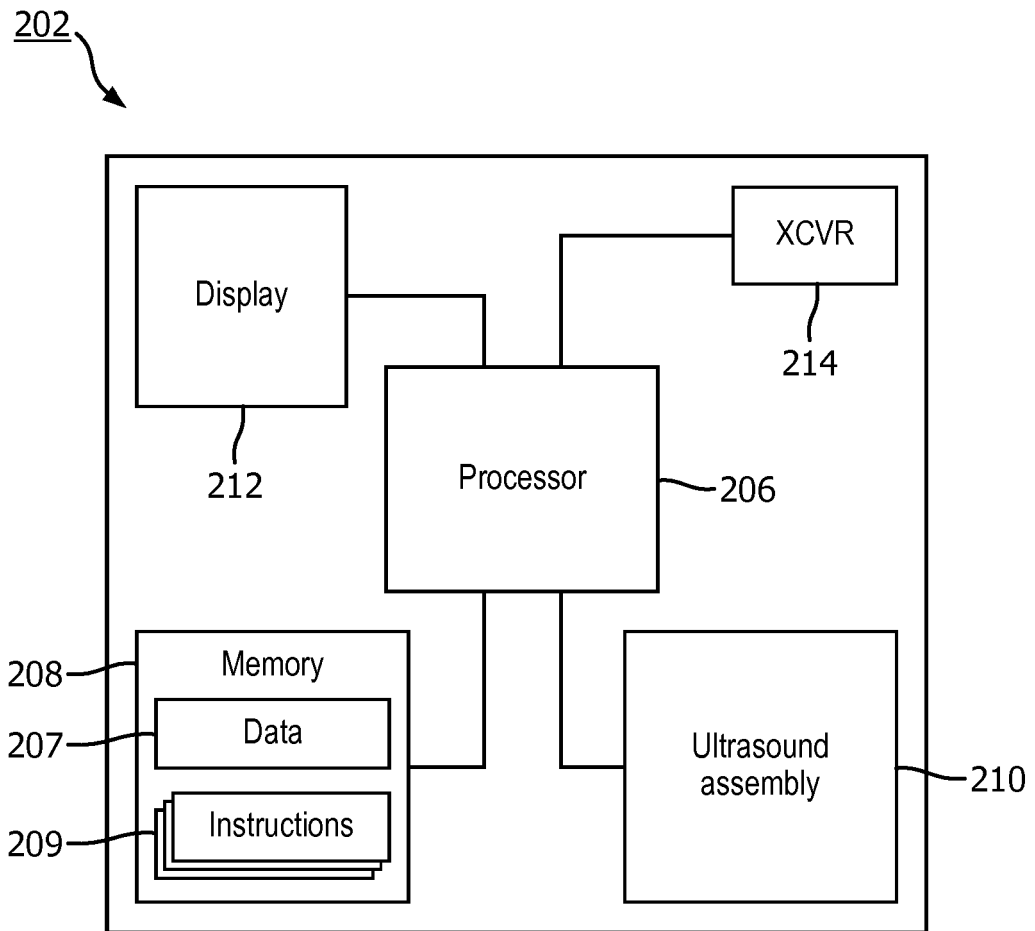 202
Display
212
XCVR
214
Processor
206
208
Memory
207
Data
209
Instructions
Ultrasound
assembly
210